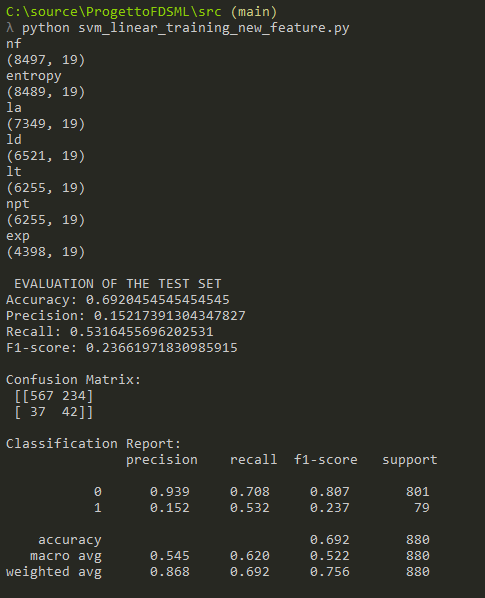 C:\source\ProgettoFDSML\src (main)
λ python svm_linear_training_new_feature.py
nf
(8497, 19)
entropy
(8489, 19)
la
(7349, 19)
ld
(6521, 19)
lt
(6255, 19)
npt
(6255, 19)
exp
(4398, 19)
EVALUATION OF THE TEST SET
Accuracy: 0.6920454545454545
Precision: 0.15217391304347827
Recall: 0.5316455696202531
F1-score: 0.23661971830985915
Confusion Matrix:
[[567 234]
[ 37 42]]
Classification Report:
precision recall f1-score support
0 0.939 0.708 0.807 801
1 0.152 0.532 0.237 79
accuracy 0.692 880
macro avg 0.545 0.620 0.522 880
weighted avg 0.868 0.692 0.756 880